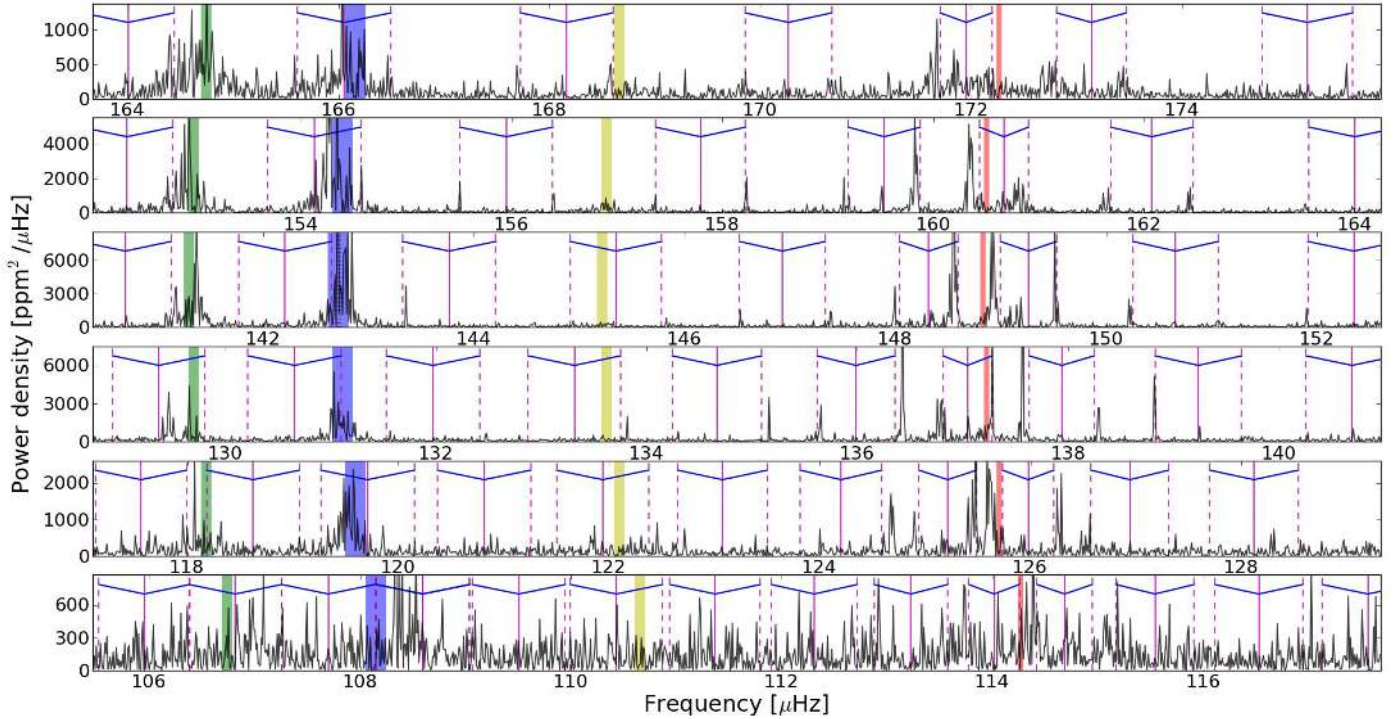 1000
500
0
164 166 168 170 172 174
4000
2000
0
154 156 158 160 162 164
6000
3000
0
142 144 146 148 150 152
6000
3000
0
130 132 134 136 138 140
2000
1000
0
118 120 122 124 126 128
600
300
0
106 108 110 112 114 116
Power density [ppm²/μHz]
Frequency [μHz]